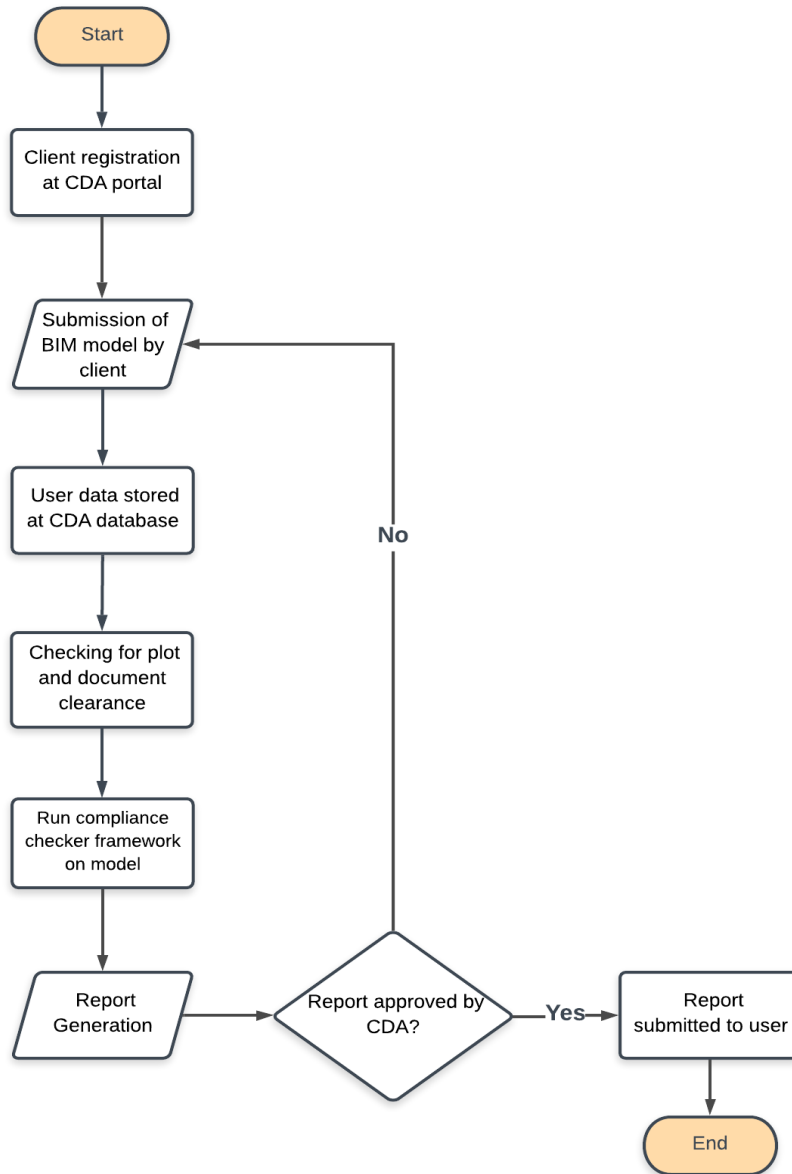 Start
Client registration
at CDA portal
Submission of
BIM model by
client
User data stored
at CDA database
No
Checking for plot
and document
clearance
Run compliance
checker framework
on model
Report
Generation
Report approved by
CDA?
Yes
Report
submitted to user
End